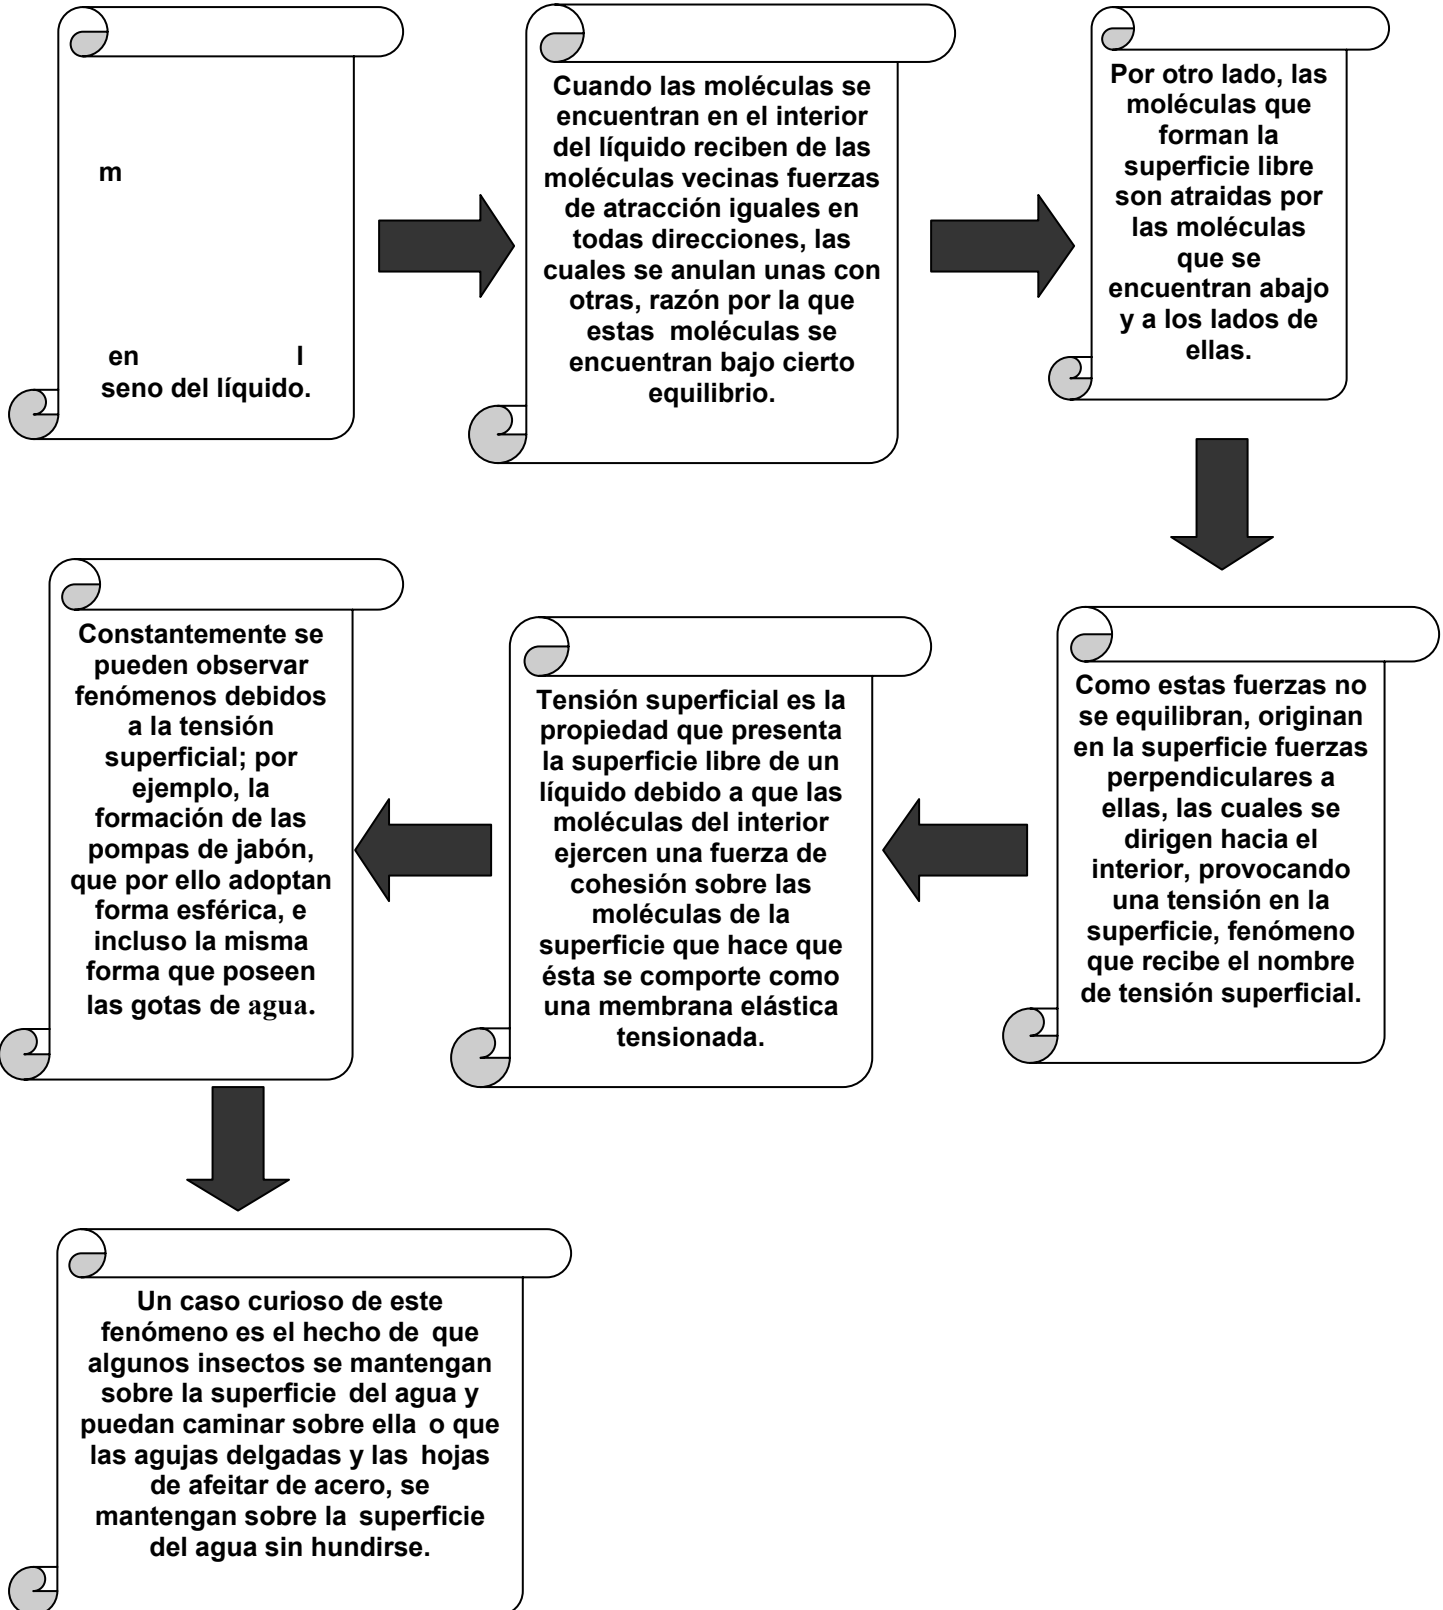 m
en l
seno del líquido.
Cuando las moléculas se
encuentran en el interior
del líquido reciben de las
moléculas vecinas fuerzas
de atracción iguales en
todas direcciones, las
cuales se anulan unas con
otras, razón por la que
estas moléculas se
encuentran bajo cierto
equilibrio.
Por otro lado, las
moléculas que
forman la
superficie libre
son atraidas por
las moléculas
que se
encuentran abajo
y a los lados de
ellas.
Como estas fuerzas no
se equilibran, originan
en la superficie fuerzas
perpendiculares a
ellas, las cuales se
dirigen hacia el
interior, provocando
una tensión en la
superficie, fenómeno
que recibe el nombre
de tensión superficial.
Tensión superficial es la
propiedad que presenta
la superficie libre de un
líquido debido a que las
moléculas del interior
ejercen una fuerza de
cohesión sobre las
moléculas de la
superficie que hace que
ésta se comporte como
una membrana elástica
tensionada.
Constantemente se
pueden observar
fenómenos debidos
a la tensión
superficial; por
ejemplo, la
formación de las
pompas de jabón,
que por ello adoptan
forma esférica, e
incluso la misma
forma que poseen
las gotas de agua.
Un caso curioso de este
fenómeno es el hecho de que
algunos insectos se mantengan
sobre la superficie del agua y
puedan caminar sobre ella o que
las agujas delgadas y las hojas
de afeitar de acero, se
mantengan sobre la superficie
del agua sin hundirse.